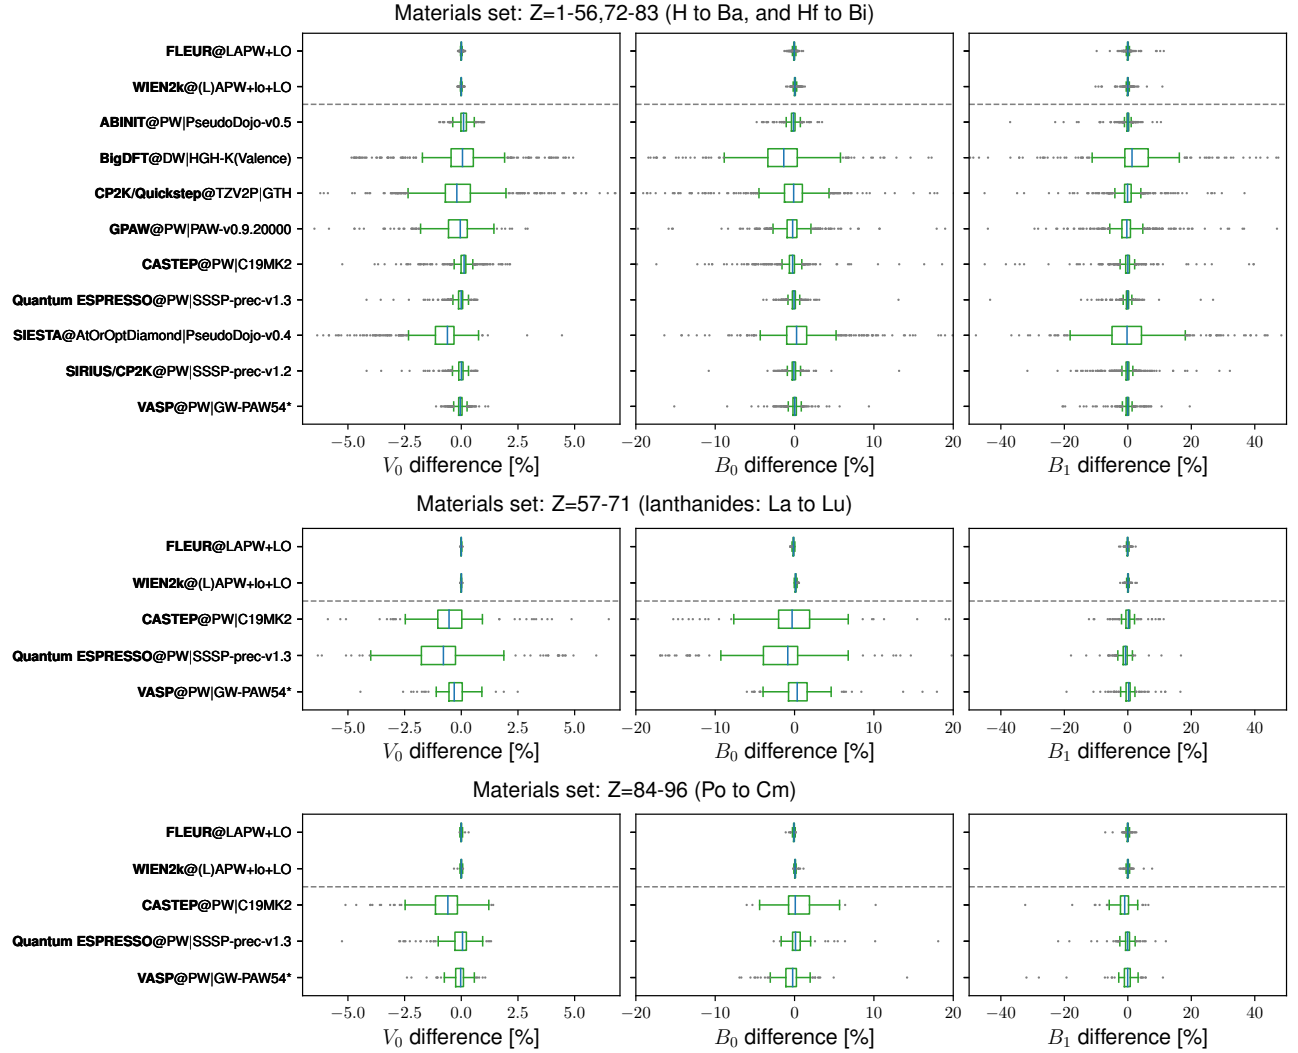 Materials set: Z=1-56,72-83 (H to Ba, and Hf to Bi)
FLEUR@LAPW+LO
WIEN2k@(L)APW+lo+LO
ABINIT@PW|PseudoDojo-v0.5
BigDFT@DW|HGH-K(Valence)
CP2K/Quickstep@TZV2P|GTH
GPAW@PW|PAW-v0.9.20000
CASTEP@PW|C19MK2
Quantum ESPRESSO@PW|SSSP-prec-v1.3
SIESTA@AtOrOptDiamond|PseudoDojo-v0.4
SIRIUS/CP2K@PW|SSSP-prec-v1.2
VASP@PW|GW-PAW54*
−5.0 −2.5 0.0 2.5 5.0 −20 −10 0 10 20 −40 −20 0 20 40
V0 difference [%] B0 difference [%] B1 difference [%]
Materials set: Z=57-71 (lanthanides: La to Lu)
FLEUR@LAPW+LO
WIEN2k@(L)APW+lo+LO
CASTEP@PW|C19MK2
Quantum ESPRESSO@PW|SSSP-prec-v1.3
VASP@PW|GW-PAW54*
−5.0 −2.5 0.0 2.5 5.0 −20 −10 0 10 20 −40 −20 0 20 40
V0 difference [%] B0 difference [%] B1 difference [%]
Materials set: Z=84-96 (Po to Cm)
FLEUR@LAPW+LO
WIEN2k@(L)APW+lo+LO
CASTEP@PW|C19MK2
Quantum ESPRESSO@PW|SSSP-prec-v1.3
VASP@PW|GW-PAW54*
−5.0 −2.5 0.0 2.5 5.0 −20 −10 0 10 20 −40 −20 0 20 40
V0 difference [%] B0 difference [%] B1 difference [%]